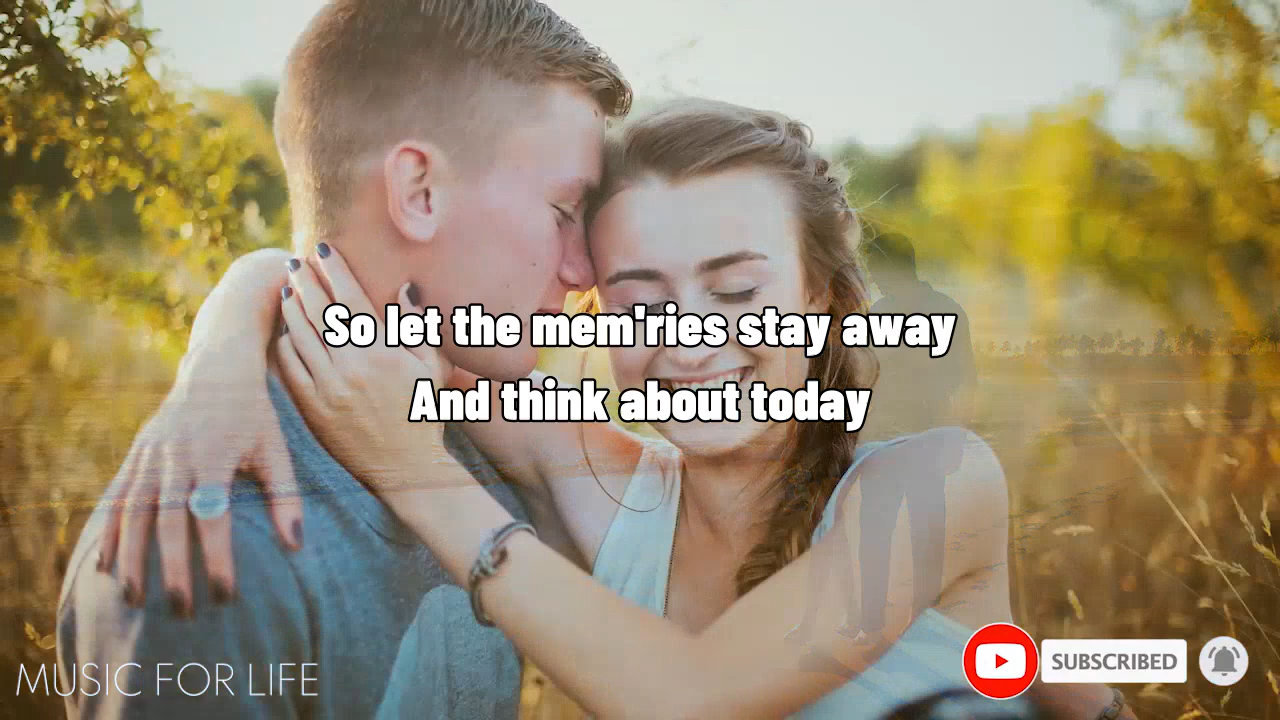 So let the mem'ries stay away
And think about today
MUSIC FOR LIFE
SUBSCRIBED